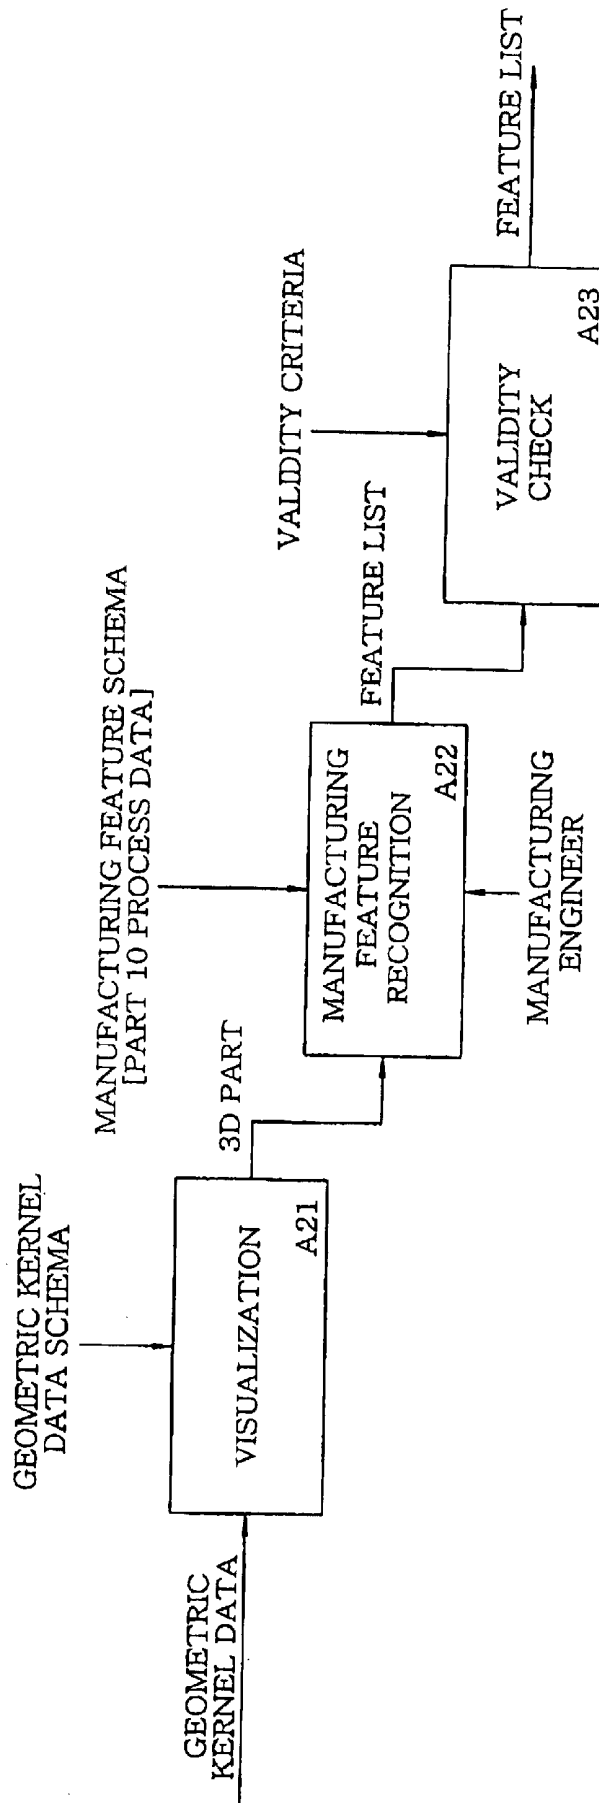 GEOMETRIC
KERNEL DATA
GEOMETRIC KERNEL
DATA SCHEMA
VISUALIZATION
A21
3D PART
MANUFACTURING FEATURE SCHEMA
[PART 10 PROCESS DATA]
MANUFACTURING
FEATURE
RECOGNITION
A22
MANUFACTURING
ENGINEER
FEATURE LIST
VALIDITY CRITERIA
VALIDITY
CHECK
A23
FEATURE LIST